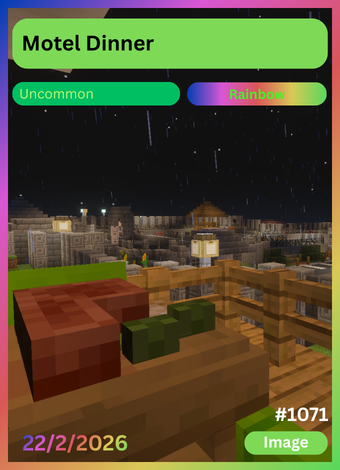 Motel Dinner
Uncommon
Rainbow
#1071
22/2/2026
Image